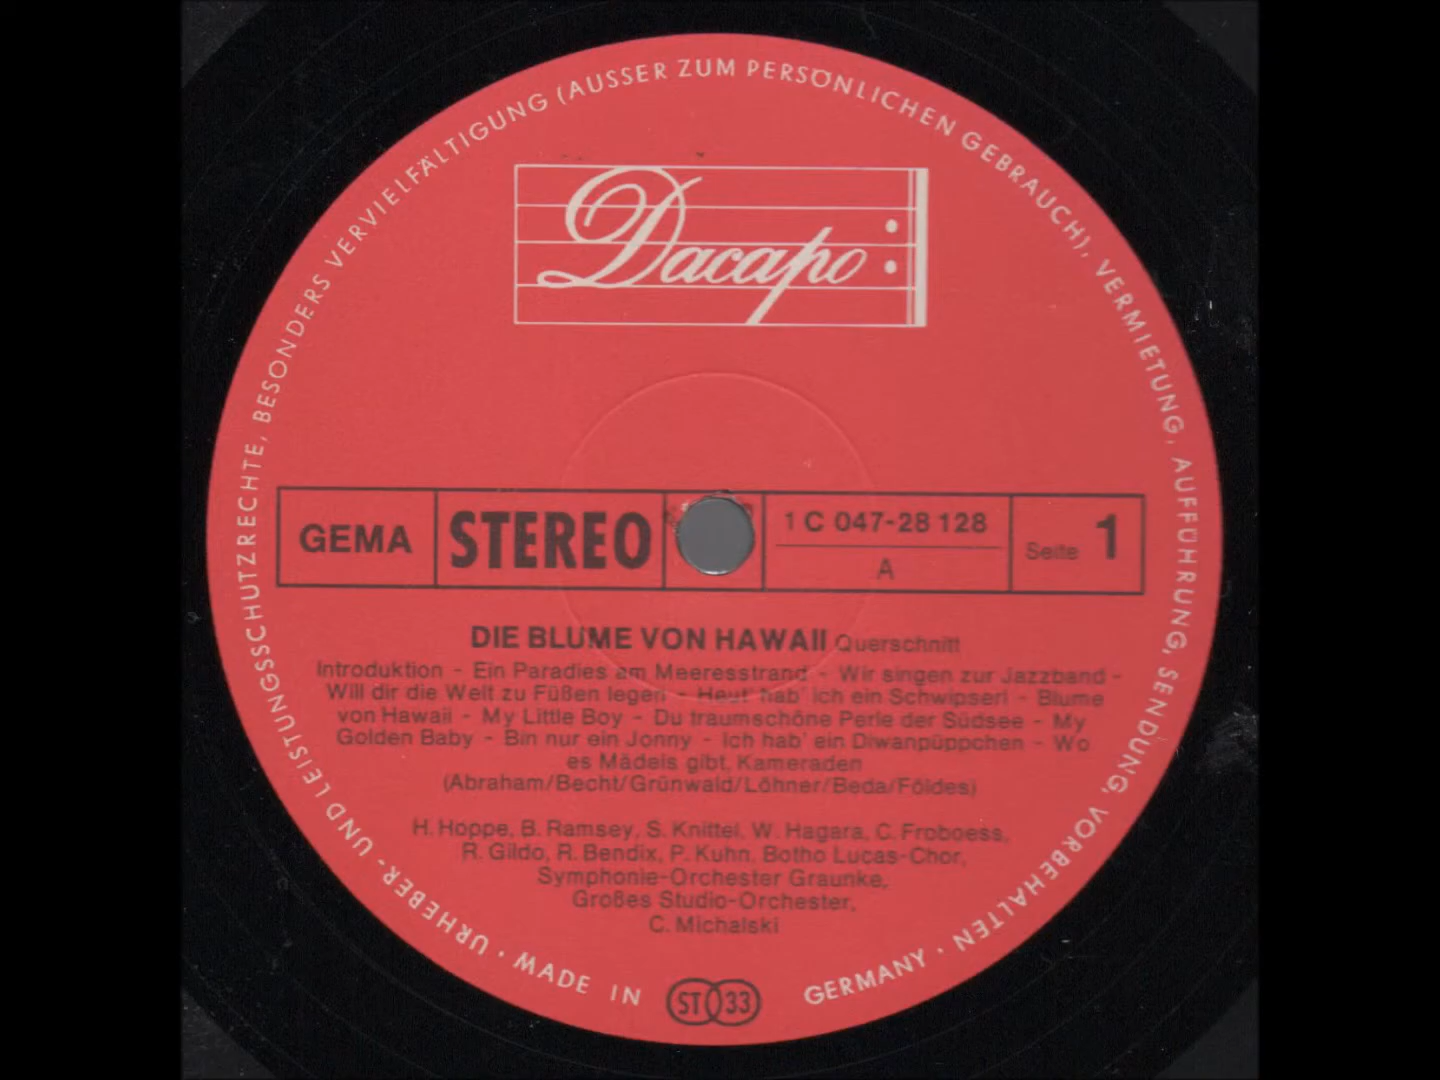 URHEBER- UND LEISTUNGSSCHUTZRECHTE, BESONDERS VERVIELFÄLTIGUNG (AUSSER ZUM PERSÖNLICHEN GEBRAUCH), VERMIETUNG, AUFFÜHRUNG, SENDUNG, VORBEHALTEN ·
Dacapo
GEMA
STEREO
1 C 047-28 128
A
Seite 1
DIE BLUME VON HAWAII Querschnitt
Introduktion - Ein Paradies am Meeresstrand - Wir singen zur Jazzband -
Will dir die Welt zu Füßen legen - Heut' hab' ich ein Schwipserl - Blume
von Hawaii - My Little Boy - Du traumschöne Perle der Südsee - My
Golden Baby - Bin nur ein Jonny - Ich hab' ein Diwanpüppchen - Wo
es Mädels gibt, Kameraden
(Abraham/Becht/Grünwald/Löhner/Beda/Földes)
H. Hoppe, B. Ramsey, S. Knittel, W. Hagara, C. Froboess,
R. Gildo, R. Bendix, P. Kuhn, Botho Lucas-Chor,
Symphonie-Orchester Graunke,
Großes Studio-Orchester,
C. Michalski
· MADE IN GERMANY
ST 33